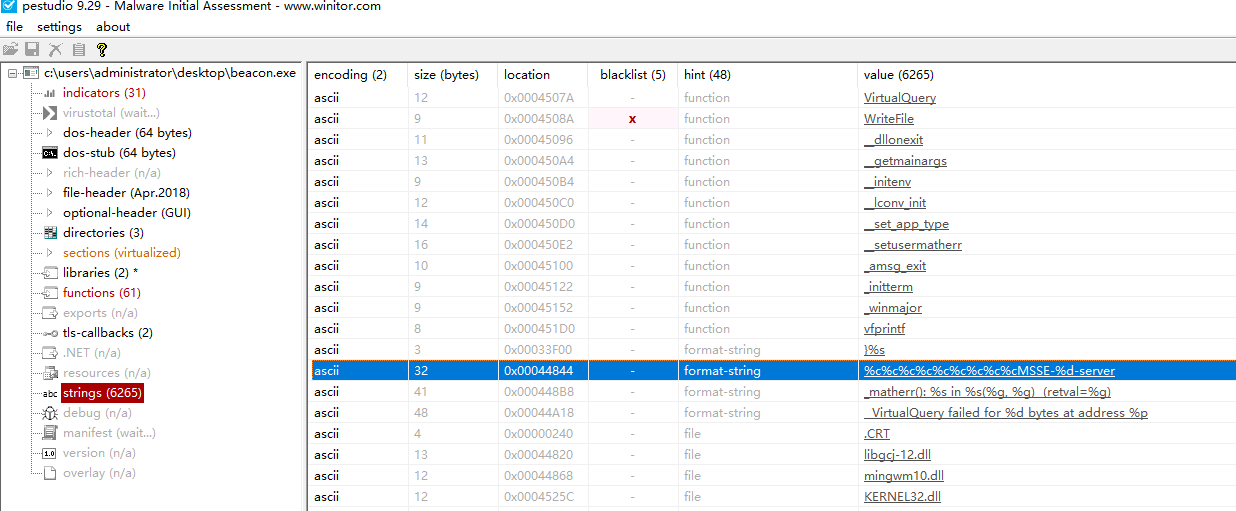 pestudio 9.29 - Malware Initial Assessment - www.winitor.com
file settings about
c:\users\administrator\desktop\beacon.exe
indicators (31)
virustotal (wait...)
dos-header (64 bytes)
dos-stub (64 bytes)
rich-header (n/a)
file-header (Apr.2018)
optional-header (GUI)
directories (3)
sections (virtualized)
libraries (2) *
functions (61)
exports (n/a)
tls-callbacks (2)
.NET (n/a)
resources (n/a)
abc strings (6265)
debug (n/a)
manifest (wait...)
1.0 version (n/a)
overlay (n/a)
encoding (2) size (bytes) location blacklist (5) hint (48) value (6265)
ascii 12 0x0004507A - function VirtualQuery
ascii 9 0x0004508A x function WriteFile
ascii 11 0x00045096 - function __dllonexit
ascii 13 0x000450A4 - function __getmainargs
ascii 9 0x000450B4 - function __initenv
ascii 12 0x000450C0 - function __lconv_init
ascii 14 0x000450D0 - function __set_app_type
ascii 16 0x000450E2 - function __setusermatherr
ascii 10 0x00045100 - function _amsg_exit
ascii 9 0x00045122 - function _initterm
ascii 9 0x00045152 - function _winmajor
ascii 8 0x000451D0 - function vfprintf
ascii 3 0x00033F00 - format-string }%s
ascii 32 0x00044844 - format-string %c%c%c%c%c%c%c%c%cMSSE-%d-server
ascii 41 0x000448B8 - format-string _matherr(): %s in %s(%g, %g)  (retval=%g)
ascii 48 0x00044A18 - format-string   VirtualQuery failed for %d bytes at address %p
ascii 4 0x00000240 - file .CRT
ascii 13 0x00044820 - file libgcj-12.dll
ascii 12 0x00044868 - file mingwm10.dll
ascii 12 0x0004525C - file KERNEL32.dll